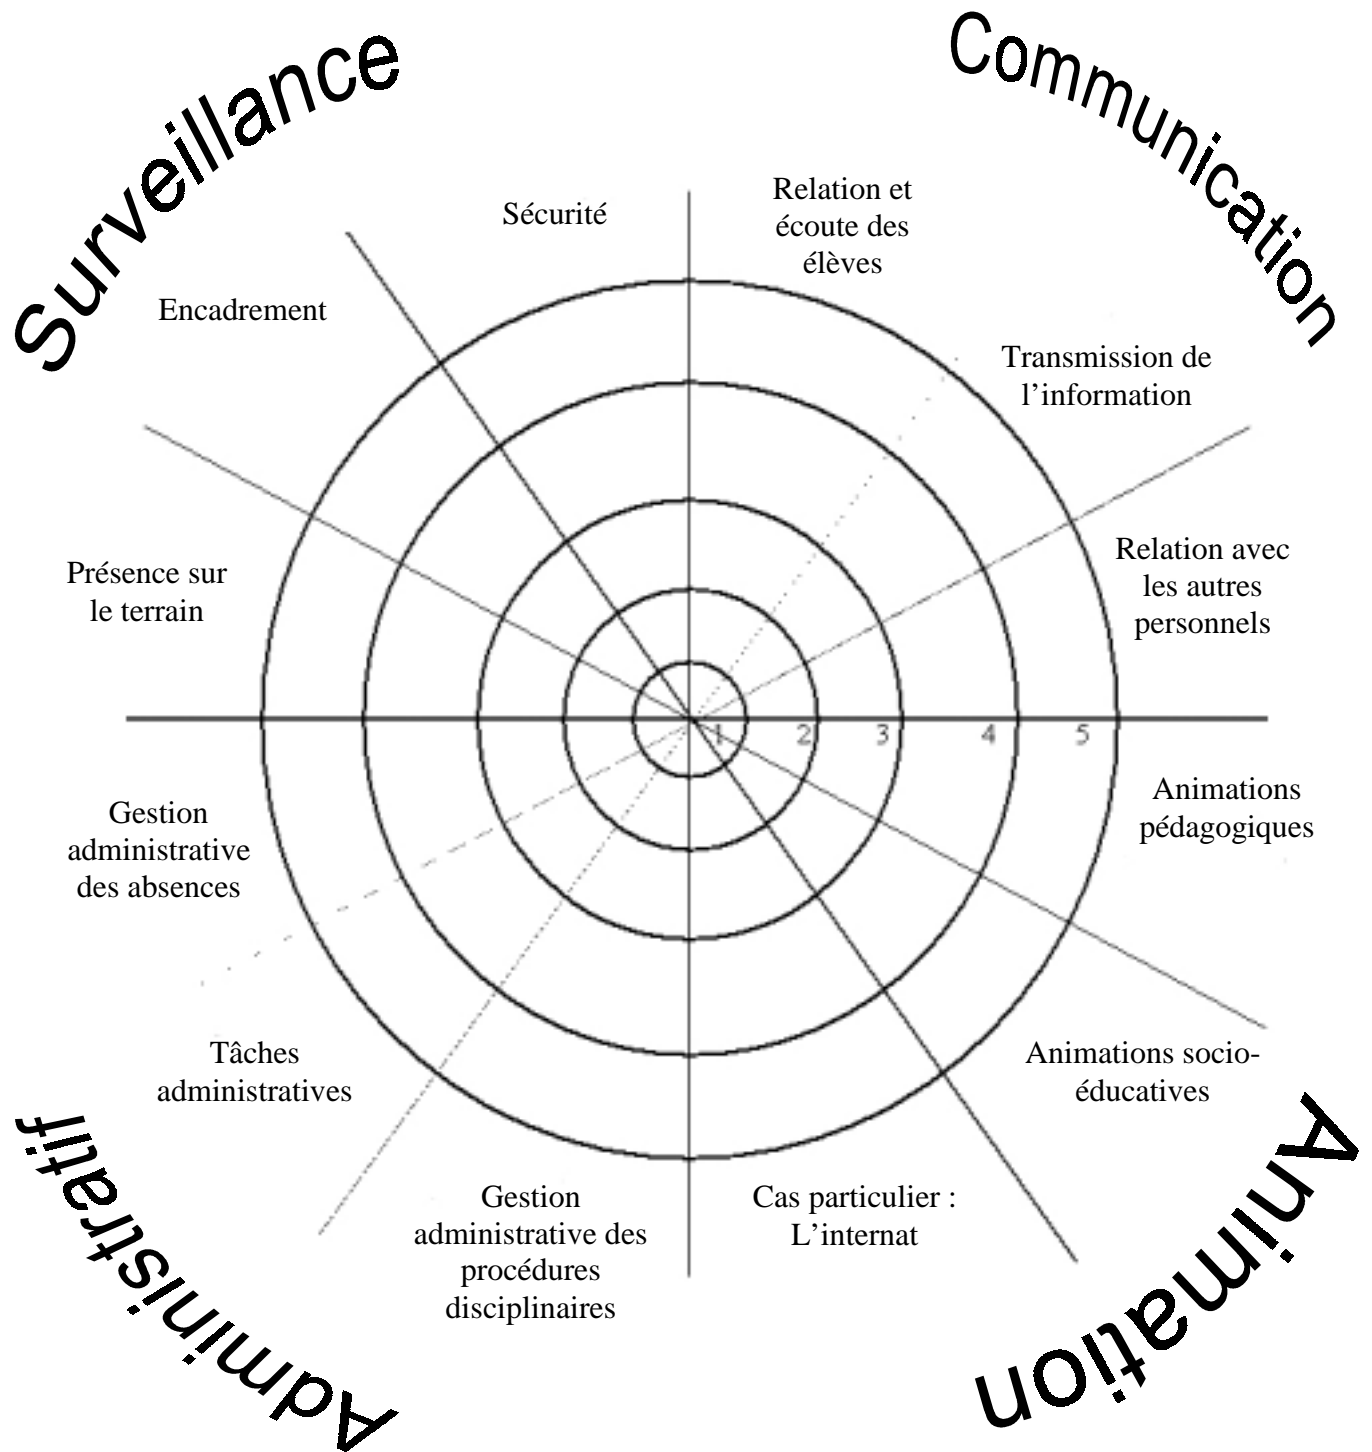 Surveillance
Communication
Sécurité
Relation et
écoute des
élèves
Encadrement
Transmission de
l’information
Présence sur
le terrain
Relation avec
les autres
personnels
1 2 3 4 5
Gestion
administrative
des absences
Animations
pédagogiques
Tâches
administratives
Animations socio-
éducatives
Gestion
administrative des
procédures
disciplinaires
Cas particulier :
L’internat
Administratif
Animation